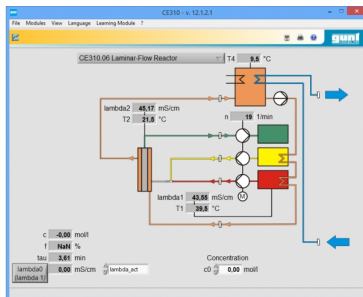 CE310 - v. 12.1.2.1
File Modules View Language Learning Module ?
gunt
CE310.06 Laminar-Flow Reactor
T4 9,5 °C
lambda2 45,17 mS/cm
T2 21,8 °C
n 19 1/min
lambda1 43,55 mS/cm
T1 39,8 °C
M
c -0,00 mol/l
f NaN %
tau 3,61 min
lambda0 (lambda 1) 0,00 mS/cm lambda_act
Concentration
c0 0,00 mol/l